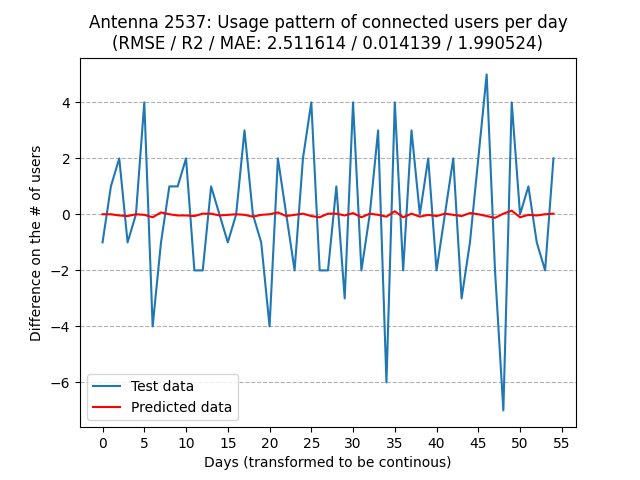 Antenna 2537: Usage pattern of connected users per day
(RMSE / R2 / MAE: 2.511614 / 0.014139 / 1.990524)
Difference on the # of users
4
2
0
−2
−4
−6
Test data
Predicted data
0 5 10 15 20 25 30 35 40 45 50 55
Days (transformed to be continous)